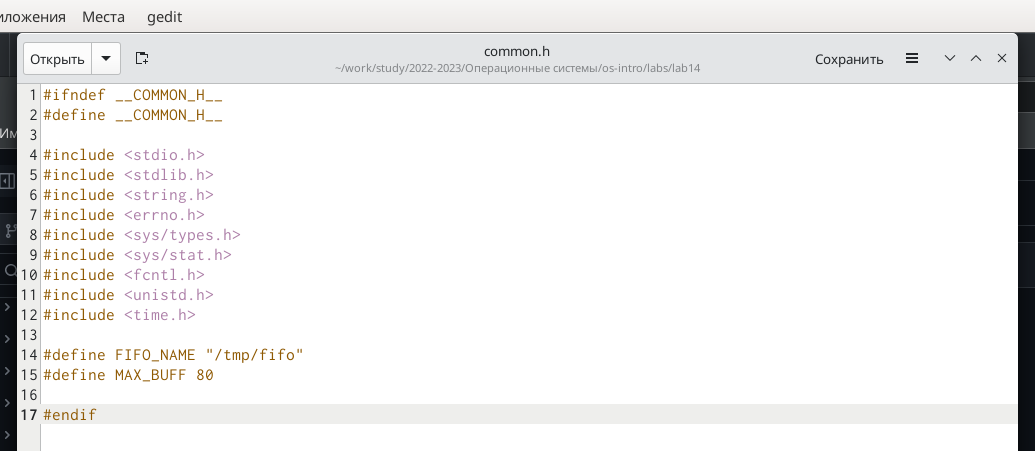 Места gedit
Открыть
common.h
~/work/study/2022-2023/Операционные системы/os-intro/labs/lab14
Сохранить
1 #ifndef __COMMON_H__
2 #define __COMMON_H__
3
4 #include <stdio.h>
5 #include <stdlib.h>
6 #include <string.h>
7 #include <errno.h>
8 #include <sys/types.h>
9 #include <sys/stat.h>
10 #include <fcntl.h>
11 #include <unistd.h>
12 #include <time.h>
13
14 #define FIFO_NAME "/tmp/fifo"
15 #define MAX_BUFF 80
16
17 #endif